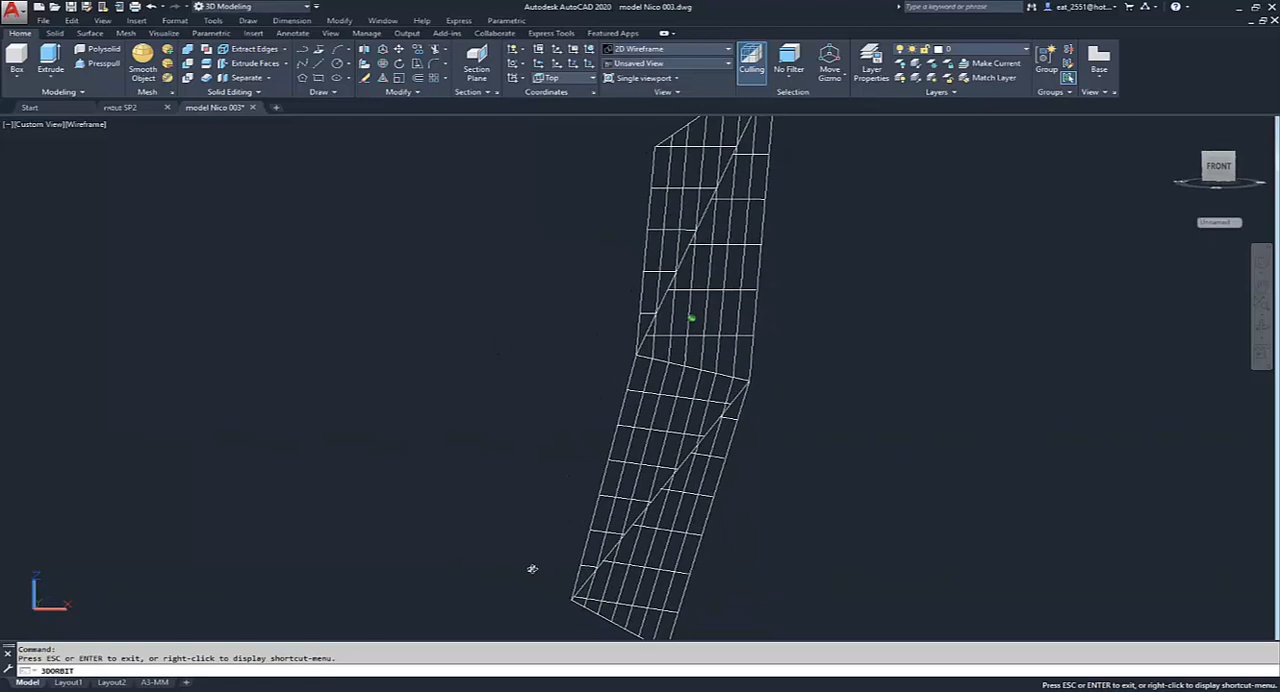 3D Modeling
Autodesk AutoCAD 2020 model Nico 003.dwg
Type a keyword or phrase
eat_2551@hot...
File Edit View Insert Format Tools Draw Dimension Modify Window Help Express Parametric
Home Solid Surface Mesh Visualize Parametric Insert Annotate View Manage Output Add-ins Collaborate Express Tools Featured Apps
Box
Extrude
Polysolid
Presspull
Smooth Object
Extract Edges
Extrude Faces
Separate
Section Plane
Top
2D Wireframe
Unsaved View
Single viewport
Culling
No Filter
Move Gizmo
Layer Properties
0
Make Current
Match Layer
Group
Base
Modeling
Mesh
Solid Editing
Draw
Modify
Section
Coordinates
View
Selection
Layers
Groups
View
Start
model Nico 003*
[−][Custom View][Wireframe]
FRONT
Unnamed
Z
X
Command:
Press ESC or ENTER to exit, or right-click to display shortcut-menu.
3DORBIT
Model Layout1 Layout2 A3-MM
Press ESC or ENTER to exit, or right-click to display shortcut-menu.